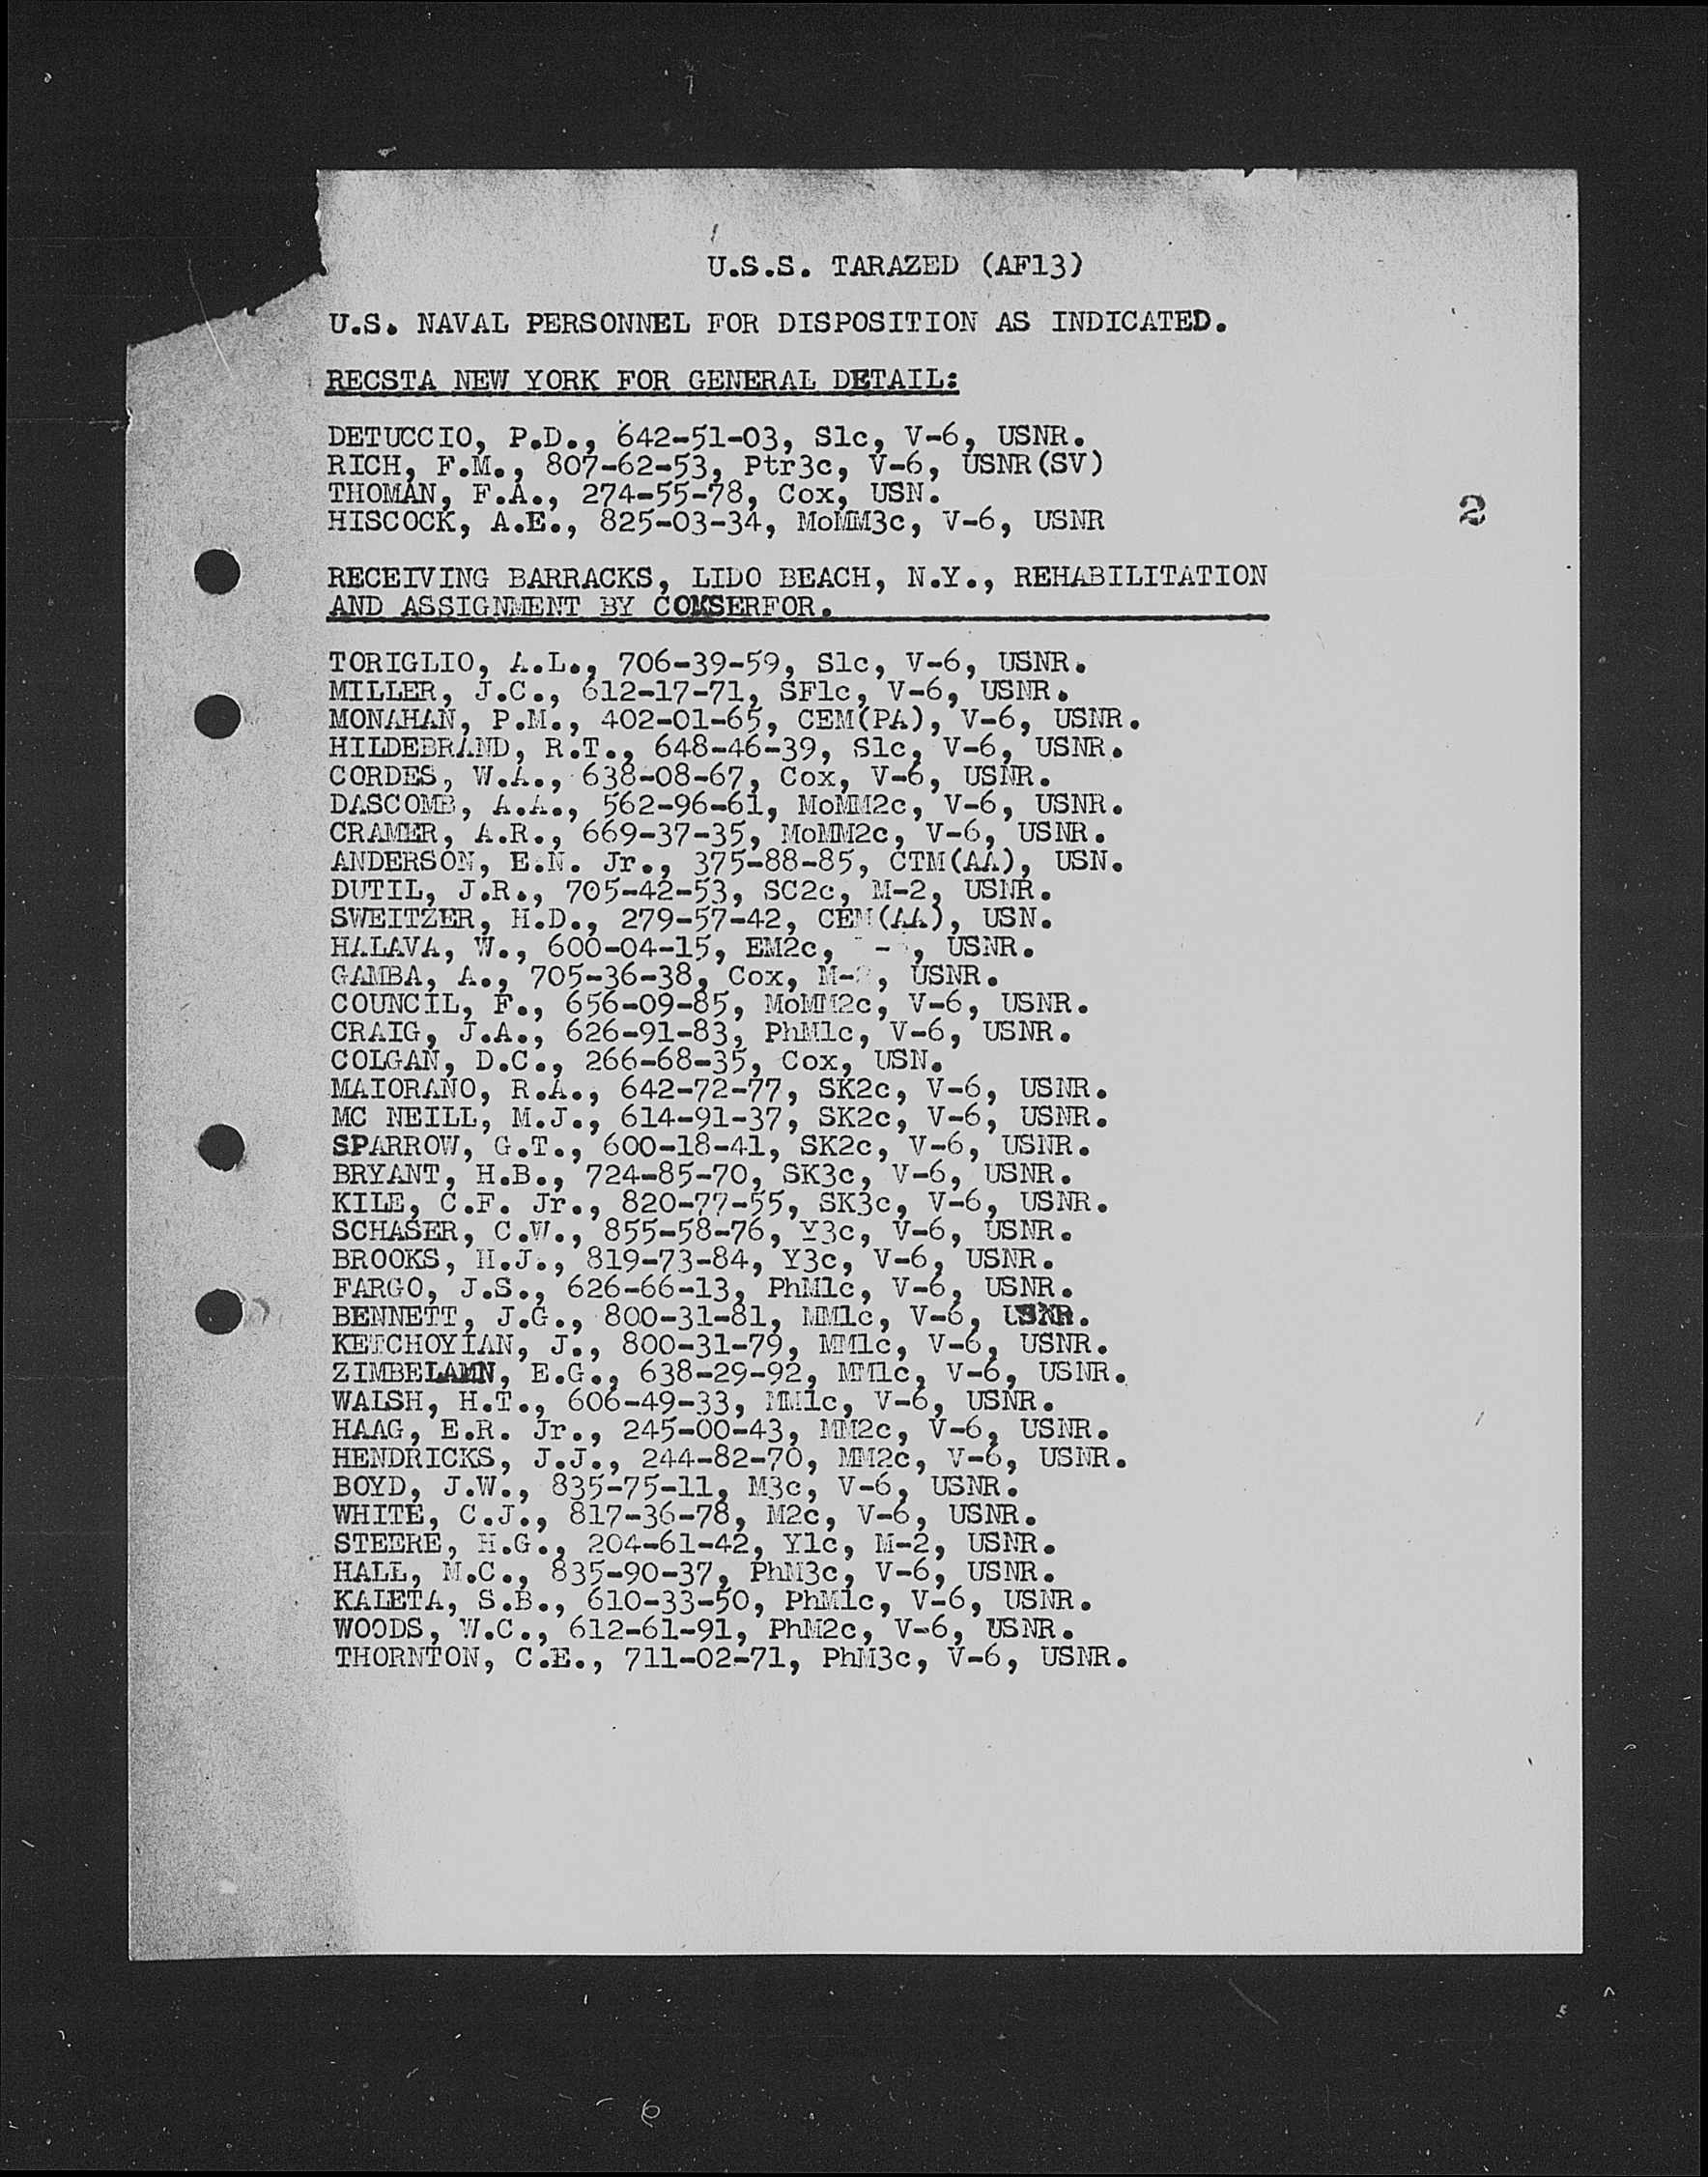 U.S.S. TARAZED (AF13)
U.S. NAVAL PERSONNEL FOR DISPOSITION AS INDICATED.
RECSTA NEW YORK FOR GENERAL DETAIL:
DETUCCIO, P.D., 642-51-03, S1c, V-6, USNR.
RICH, F.M., 807-62-53, Ptr3c, V-6, USNR(SV)
THOMAN, F.A., 274-55-78, Cox, USN.
HISCOCK, A.E., 825-03-34, MoMM3c, V-6, USNR
2
RECEIVING BARRACKS, LIDO BEACH, N.Y., REHABILITATION
AND ASSIGNMENT BY COMSERFOR.
TORIGLIO, A.L., 706-39-59, S1c, V-6, USNR.
MILLER, J.C., 612-17-71, SF1c, V-6, USNR.
MONAHAN, P.M., 402-01-65, CEM(PA), V-6, USNR.
HILDEBRAND, R.T., 648-46-39, S1c, V-6, USNR.
CORDES, W.A., 638-08-67, Cox, V-6, USNR.
DASCOMB, A.A., 562-96-61, MoMM2c, V-6, USNR.
CRAMER, A.R., 669-37-35, MoMM2c, V-6, USNR.
ANDERSON, E.N. Jr., 375-88-85, CTM(AA), USN.
DUTIL, J.R., 705-42-53, SC2c, M-2, USNR.
SWEITZER, H.D., 279-57-42, CEM(AA), USN.
HALAVA, W., 600-04-15, EM2c, USNR.
GAMBA, A., 705-36-38, Cox, USNR.
COUNCIL, F., 656-09-85, MoMM2c, V-6, USNR.
CRAIG, J.A., 626-91-83, PhM1c, V-6, USNR.
COLGAN, D.C., 266-68-35, Cox, USN.
MAIORANO, R.A., 642-72-77, SK2c, V-6, USNR.
MC NEILL, M.J., 614-91-37, SK2c, V-6, USNR.
SPARROW, G.T., 600-18-41, SK2c, V-6, USNR.
BRYANT, H.B., 724-85-70, SK3c, V-6, USNR.
KILE, C.F. Jr., 820-77-55, SK3c, V-6, USNR.
SCHASER, C.W., 855-58-76, Y3c, V-6, USNR.
BROOKS, H.J., 819-73-84, Y3c, V-6, USNR.
FARGO, J.S., 626-66-13, PhM1c, V-6, USNR.
BENNETT, J.G., 800-31-81, MM1c, V-6, USNR.
KETCHOYIAN, J., 800-31-79, MM1c, V-6, USNR.
ZIMBELAMN, E.G., 638-29-92, MM1c, V-6, USNR.
WALSH, H.T., 606-49-33, MM1c, V-6, USNR.
HAAG, E.R. Jr., 245-00-43, MM2c, V-6, USNR.
HENDRICKS, J.J., 244-82-70, MM2c, V-6, USNR.
BOYD, J.W., 835-75-11, M3c, V-6, USNR.
WHITE, C.J., 817-36-78, M2c, V-6, USNR.
STEERE, H.G., 204-61-42, Y1c, M-2, USNR.
HALL, M.C., 835-90-37, PhM3c, V-6, USNR.
KALETA, S.B., 610-33-50, PhM1c, V-6, USNR.
WOODS, W.C., 612-61-91, PhM2c, V-6, USNR.
THORNTON, C.E., 711-02-71, PhM3c, V-6, USNR.